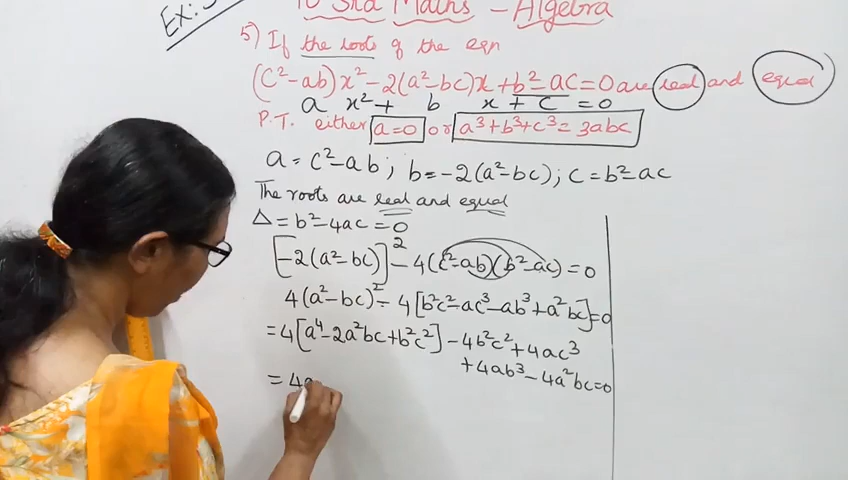 10 Std Maths - Algebra
5) If the roots of the eqn
(C²-ab)x²-2(a²-bc)x+b²-ac=0 are real and equal
a x²+ b x + c =0
P.T. either a=0 or a³+b³+c³=3abc
a = c²-ab ; b=-2(a²-bc) ; c = b²-ac
The roots are real and equal
Δ = b²-4ac = 0
[-2(a²-bc)]² - 4(c²-ab)(b²-ac) = 0
4(a²-bc)² - 4[b²c²-ac³-ab³+a²bc]=0
= 4[a⁴-2a²bc+b²c²] - 4b²c²+4ac³
+4ab³-4a²bc=0
= 4a